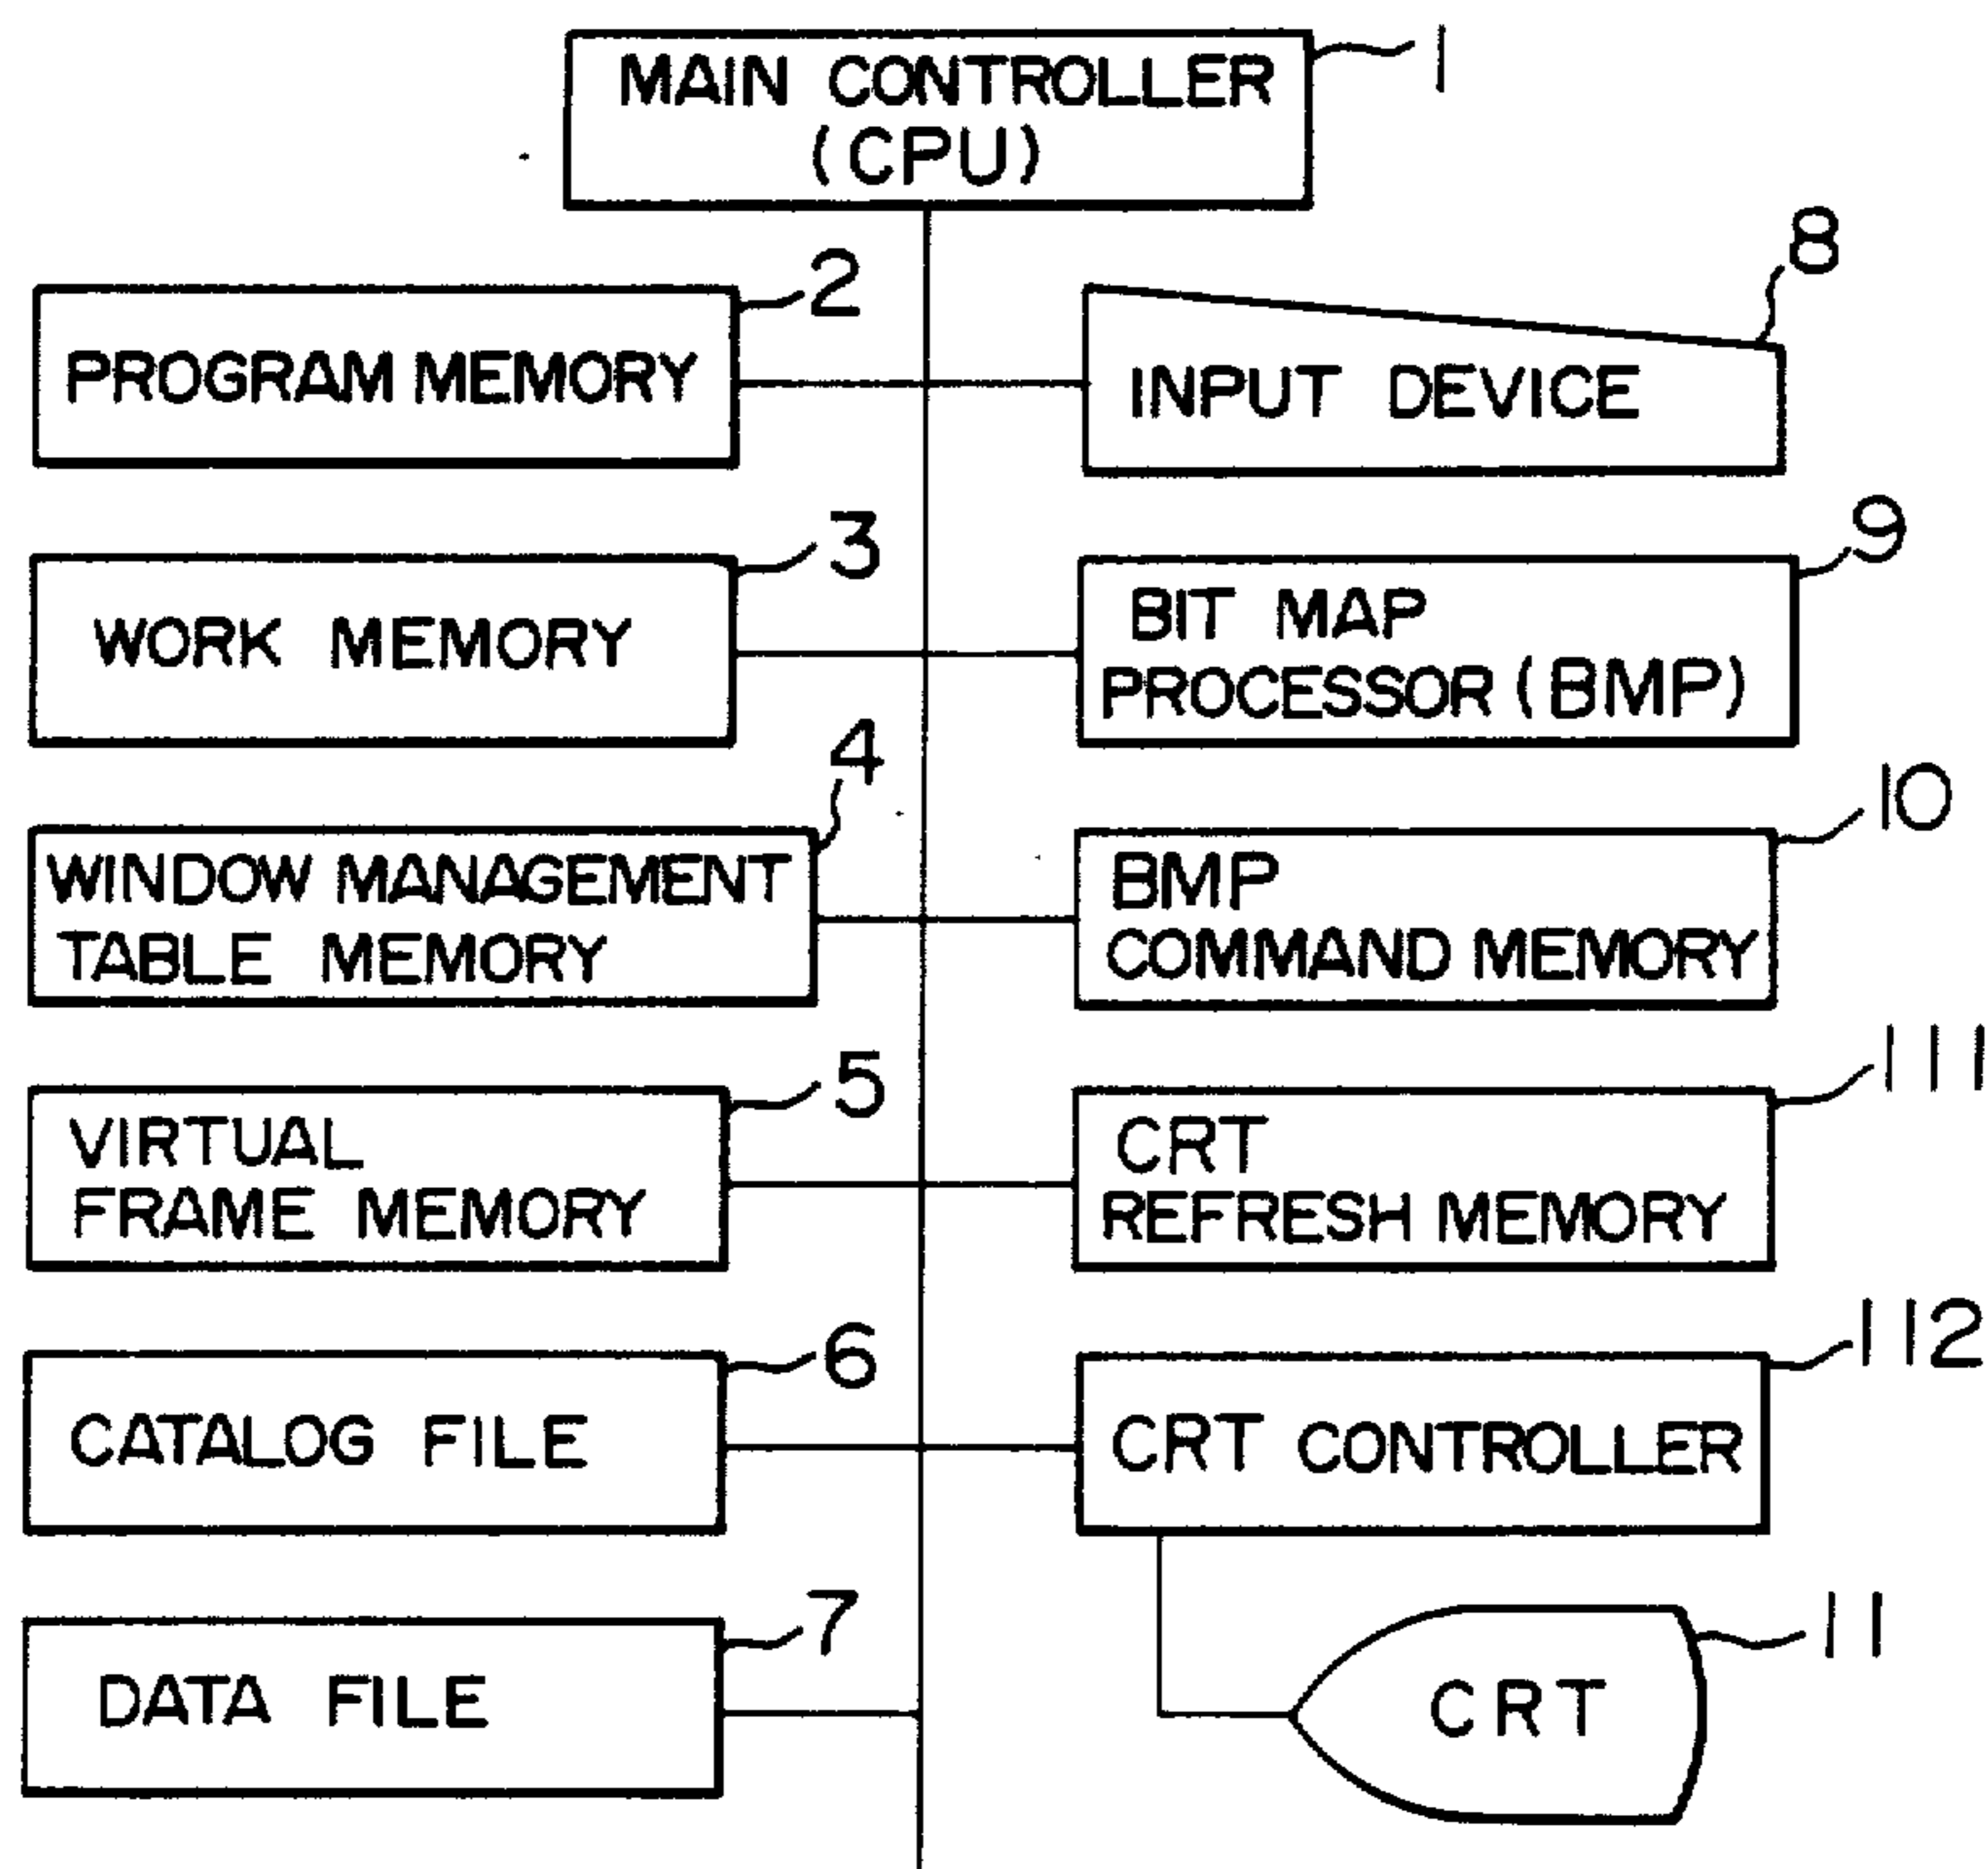 MAIN CONTROLLER
(CPU)
1
PROGRAM MEMORY
2
INPUT DEVICE
8
WORK MEMORY
3
BIT MAP
PROCESSOR (BMP)
9
WINDOW MANAGEMENT
TABLE MEMORY
4
BMP
COMMAND MEMORY
10
VIRTUAL
FRAME MEMORY
5
CRT
REFRESH MEMORY
111
CATALOG FILE
6
CRT CONTROLLER
112
DATA FILE
7
CRT
11